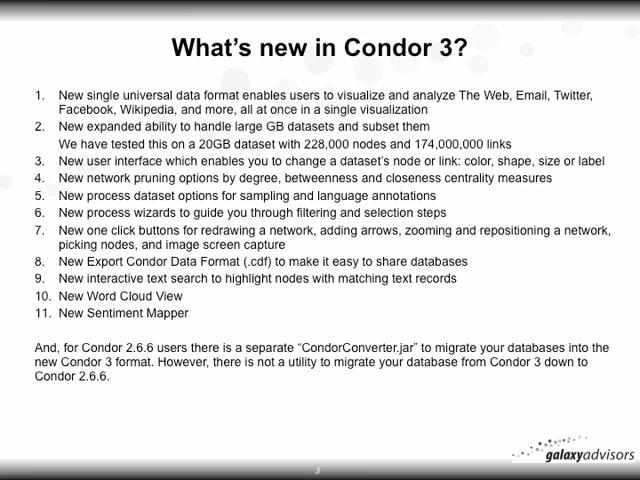 What's new in Condor 3?
1. New single universal data format enables users to visualize and analyze The Web, Email, Twitter,
Facebook, Wikipedia, and more, all at once in a single visualization
2. New expanded ability to handle large GB datasets and subset them
We have tested this on a 20GB dataset with 228,000 nodes and 174,000,000 links
3. New user interface which enables you to change a dataset's node or link: color, shape, size or label
4. New network pruning options by degree, betweenness and closeness centrality measures
5. New process dataset options for sampling and language annotations
6. New process wizards to guide you through filtering and selection steps
7. New one click buttons for redrawing a network, adding arrows, zooming and repositioning a network,
picking nodes, and image screen capture
8. New Export Condor Data Format (.cdf) to make it easy to share databases
9. New interactive text search to highlight nodes with matching text records
10. New Word Cloud View
11. New Sentiment Mapper
And, for Condor 2.6.6 users there is a separate “CondorConverter.jar” to migrate your databases into the
new Condor 3 format. However, there is not a utility to migrate your database from Condor 3 down to
Condor 2.6.6.
galaxyadvisors
3